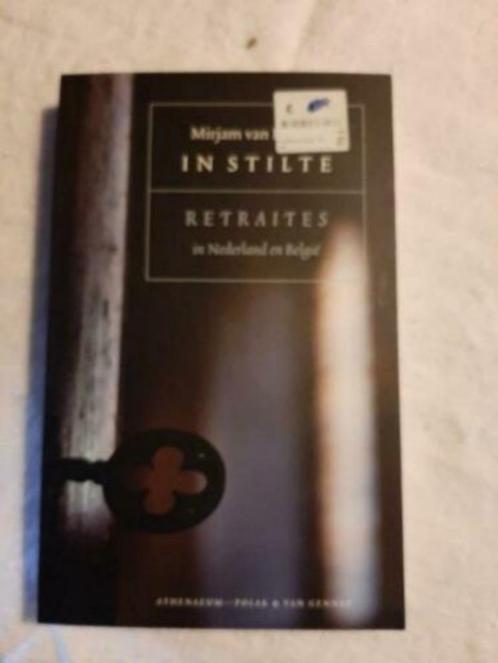 Mirjam van
IN STILTE
RETRAITES
in Nederland en België
ATHENAEUM—POLAK & VAN GENNEP